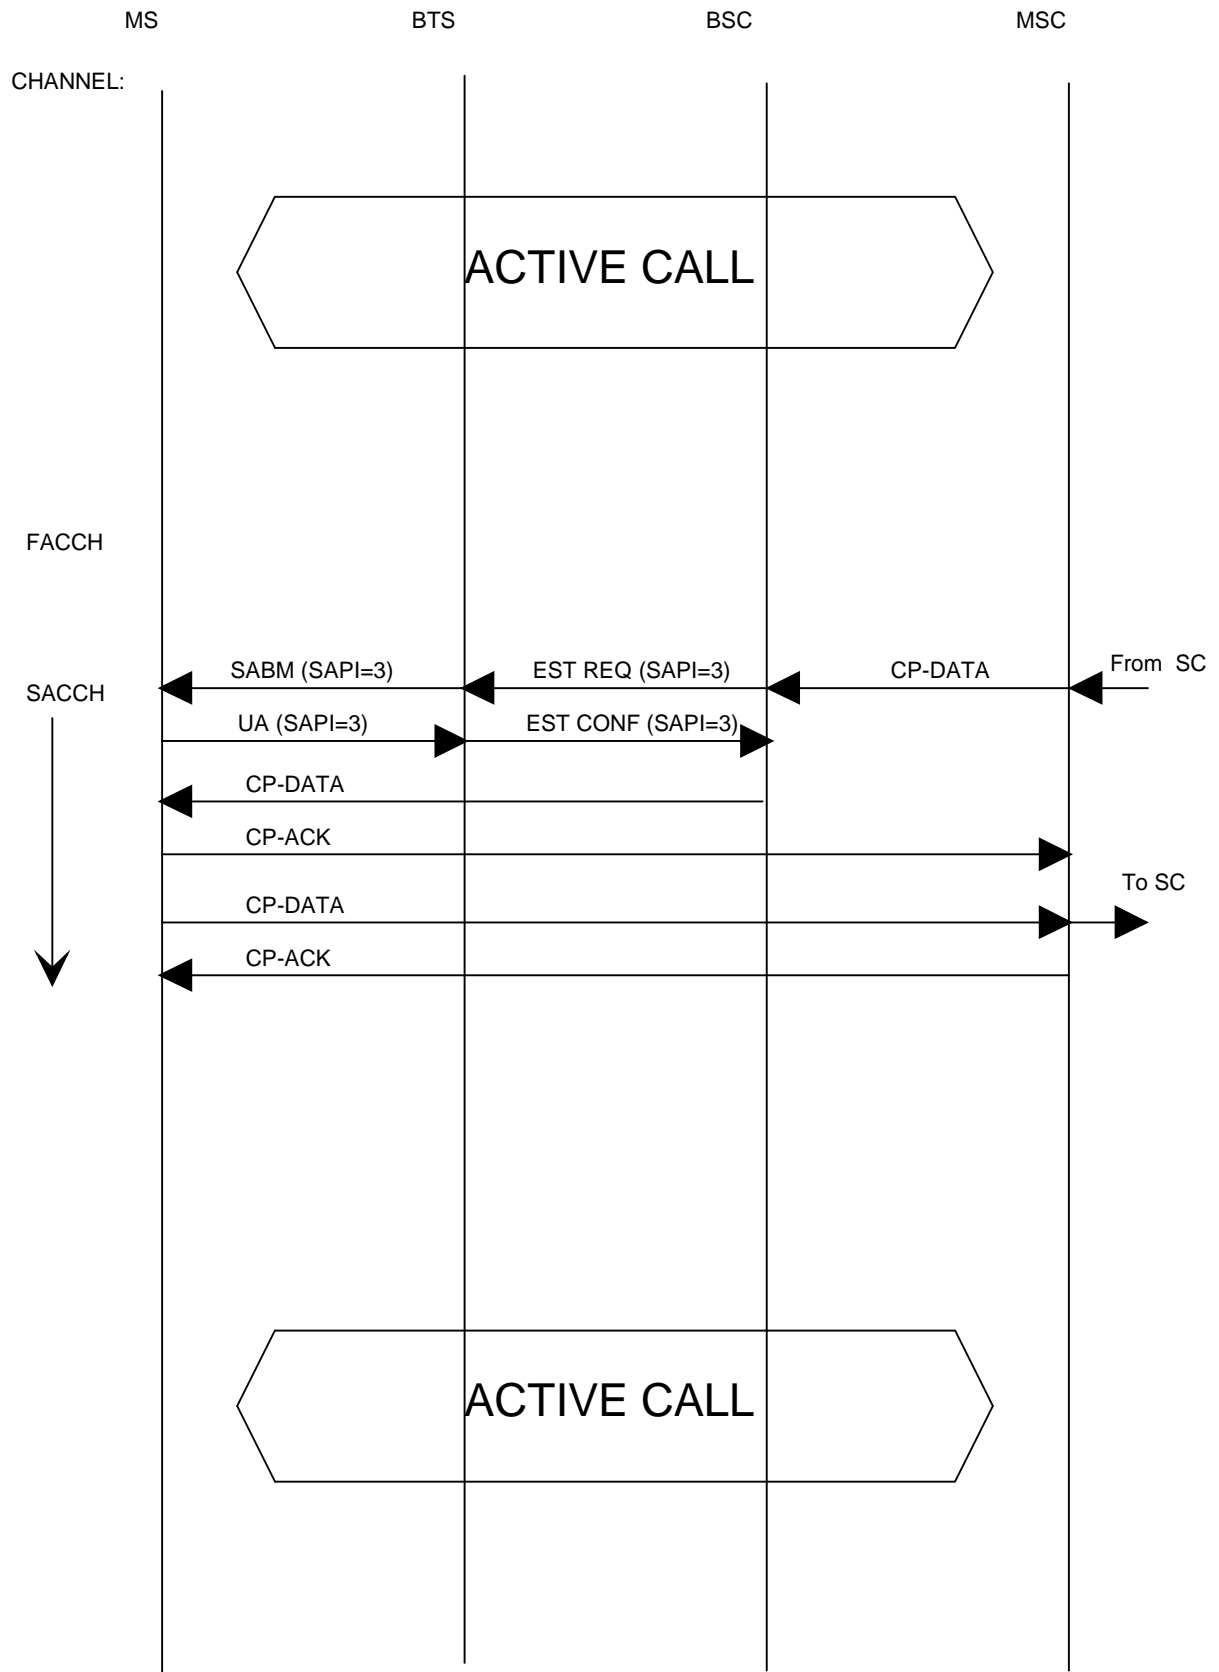 MS BTS BSC MSC
CHANNEL:
ACTIVE CALL
FACCH
SABM (SAPI=3) EST REQ (SAPI=3) CP-DATA From SC
SACCH
UA (SAPI=3) EST CONF (SAPI=3)
CP-DATA
CP-ACK
To SC
CP-DATA
CP-ACK
ACTIVE CALL